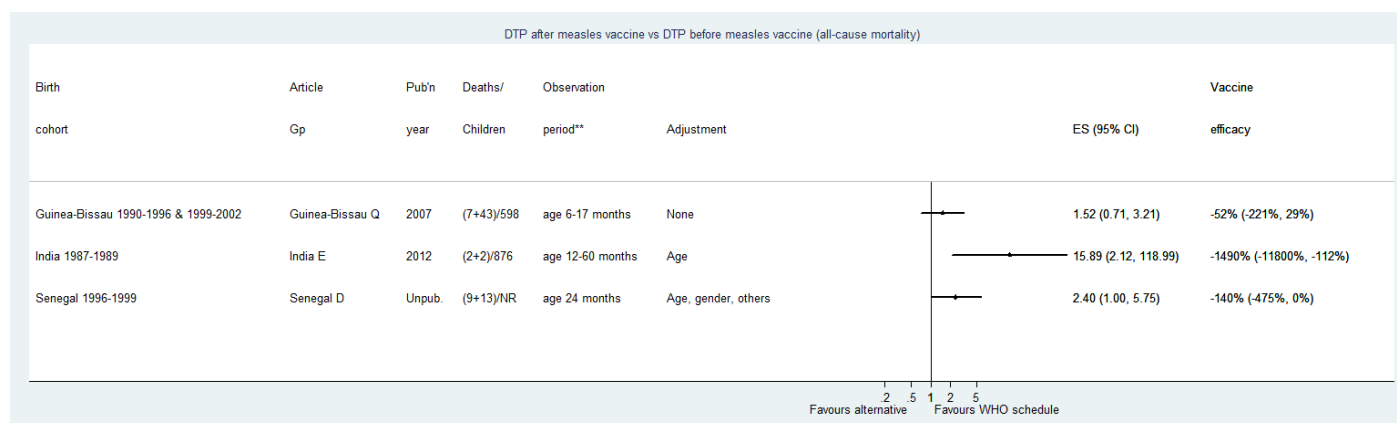 DTP after measles vaccine vs DTP before measles vaccine (all-cause mortality)
Birth Article Pub'n Deaths/ Observation Vaccine
cohort Gp year Children period** Adjustment ES (95% CI) efficacy
Guinea-Bissau 1990-1996 & 1999-2002 Guinea-Bissau Q 2007 (7+43)/598 age 6-17 months None 1.52 (0.71, 3.21) -52% (-221%, 29%)
India 1987-1989 India E 2012 (2+2)/876 age 12-60 months Age 15.89 (2.12, 118.99) -1490% (-11800%, -112%)
Senegal 1996-1999 Senegal D Unpub. (9+13)/NR age 24 months Age, gender, others 2.40 (1.00, 5.75) -140% (-475%, 0%)
.2 .5 1 2 5
Favours alternative Favours WHO schedule